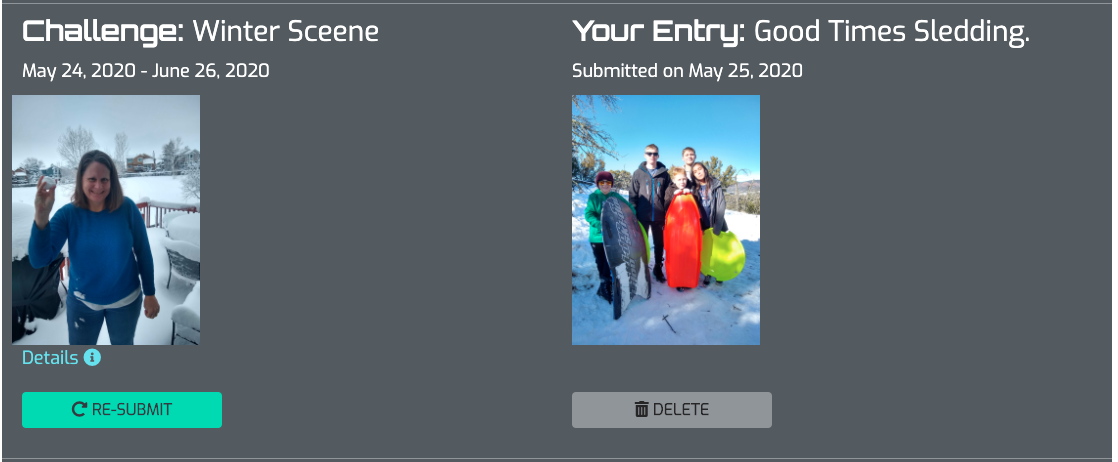 Challenge: Winter Sceene
May 24, 2020 - June 26, 2020
Details
RE-SUBMIT
Your Entry: Good Times Sledding.
Submitted on May 25, 2020
DELETE